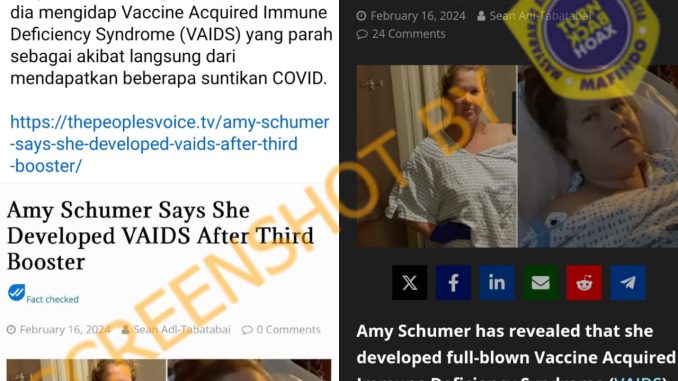 dia mengidap Vaccine Acquired Immune
Deficiency Syndrome (VAIDS) yang parah
sebagai akibat langsung dari
mendapatkan beberapa suntikan COVID.
https://thepeoplesvoice.tv/amy-schumer
-says-she-developed-vaids-after-third
-booster/
Amy Schumer Says She
Developed VAIDS After Third
Booster
Fact checked
February 16, 2024 Sean Adl-Tabatabai 0 Comments
SCREENSHOT BY
February 16, 2024 Sean Adl-Tabatabai
24 Comments
TURN
BACK
HOAX
MAFINDO
Amy Schumer has revealed that she
developed full-blown Vaccine Acquired
Immune Deficiency Syndrome (VAIDS)